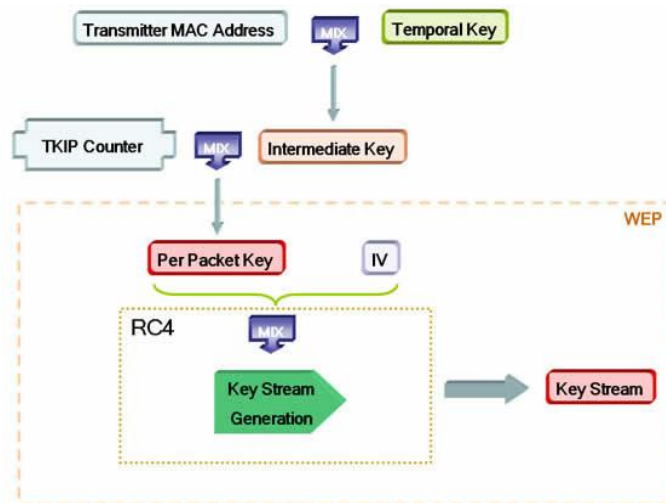 Transmitter MAC Address
MIX
Temporal Key
TKIP Counter
MIX
Intermediate Key
WEP
Per Packet Key
IV
RC4
MIX
Key Stream
Generation
Key Stream